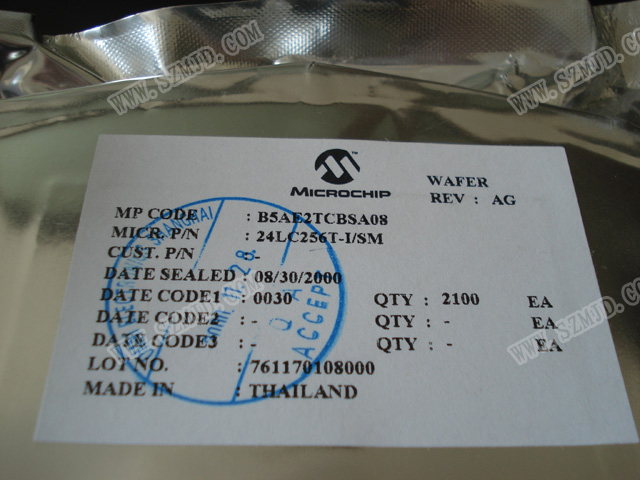 WWW.SZMJD.COM
WWW.SZMJD.COM
MICROCHIP
WAFER
REV : AG
MP CODE : B5AE2TCBSA08
MICR. P/N : 24LC256T-I/SM
CUST. P/N : -
DATE SEALED : 08/30/2000
DATE CODE1 : 0030 QTY : 2100 EA
DATE CODE2 : - QTY : - EA
DATE CODE3 : - QTY : - EA
LOT NO. : 761170108000
MADE IN : THAILAND
SHANGHAI
Q A
ACCEPT
WWW.SZMJD.COM
WWW.SZMJD.COM